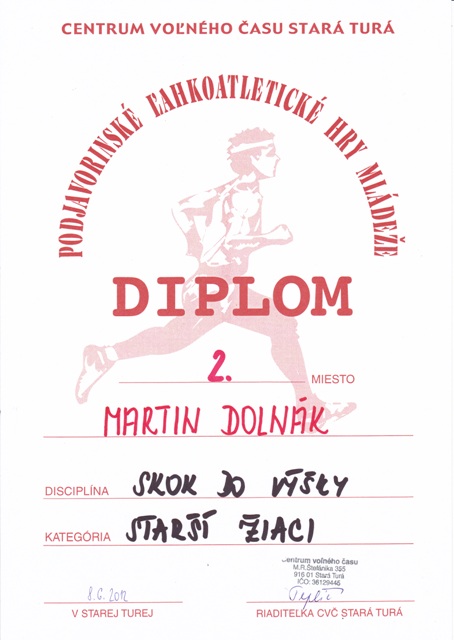 CENTRUM VOĽNÉHO ČASU STARÁ TURÁ
PODJAVORINSKÉ ĽAHKOATLETICKÉ HRY MLÁDEŽE
DIPLOM
2. MIESTO
MARTIN DOLNÁK
DISCIPLÍNA SKOK DO VÝŠKY
KATEGÓRIA STARŠÍ ŽIACI
Centrum voľného času
M.R.Štefánika 355
916 01 Stará Turá
IČO: 36129445
8.6.2012
V STAREJ TUREJ
RIADITEĽKA CVČ STARÁ TURÁ